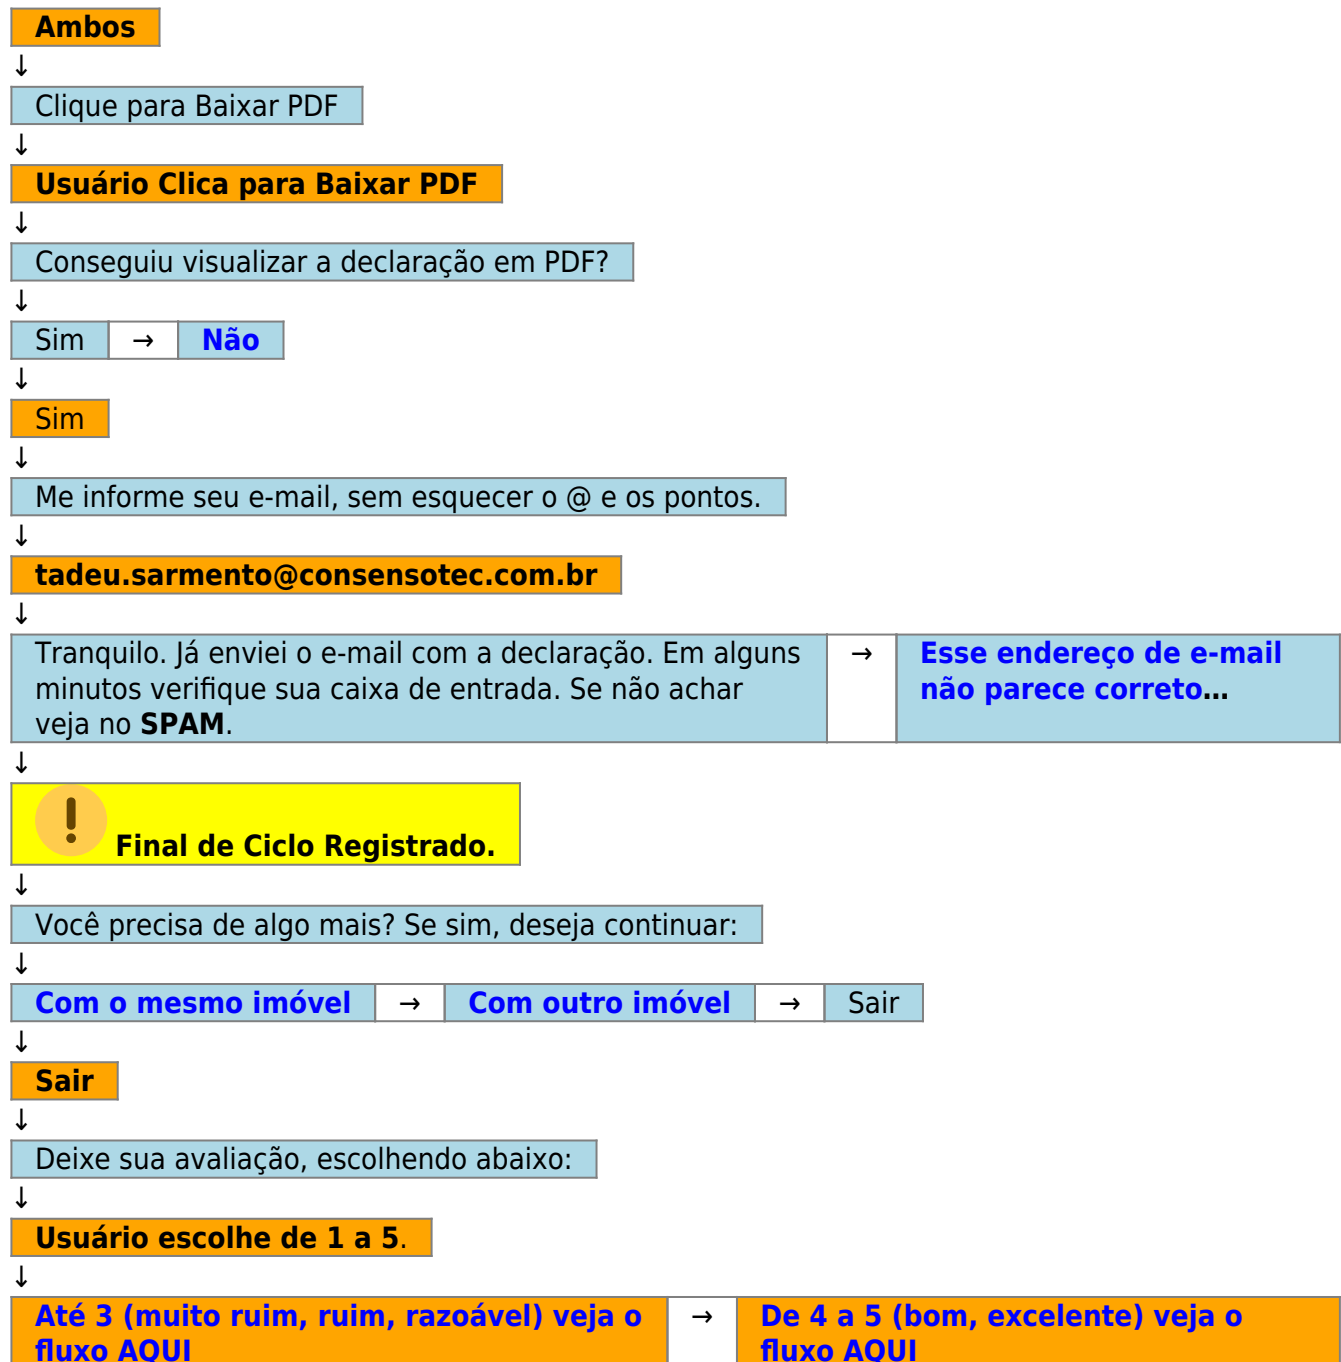 Ambos
↓
Clique para Baixar PDF
↓
Usuário Clica para Baixar PDF
↓
Conseguiu visualizar a declaração em PDF?
↓
Sim → Não
↓
Sim
↓
Me informe seu e-mail, sem esquecer o @ e os pontos.
↓
tadeu.sarmento@consensotec.com.br
↓
Tranquilo. Já enviei o e-mail com a declaração. Em alguns
minutos verifique sua caixa de entrada. Se não achar
veja no SPAM.
→
Esse endereço de e-mail
não parece correto...
↓
Final de Ciclo Registrado.
↓
Você precisa de algo mais? Se sim, deseja continuar:
↓
Com o mesmo imóvel → Com outro imóvel → Sair
↓
Sair
↓
Deixe sua avaliação, escolhendo abaixo:
↓
Usuário escolhe de 1 a 5.
↓
Até 3 (muito ruim, ruim, razoável) veja o
fluxo AQUI
→
De 4 a 5 (bom, excelente) veja o
fluxo AQUI